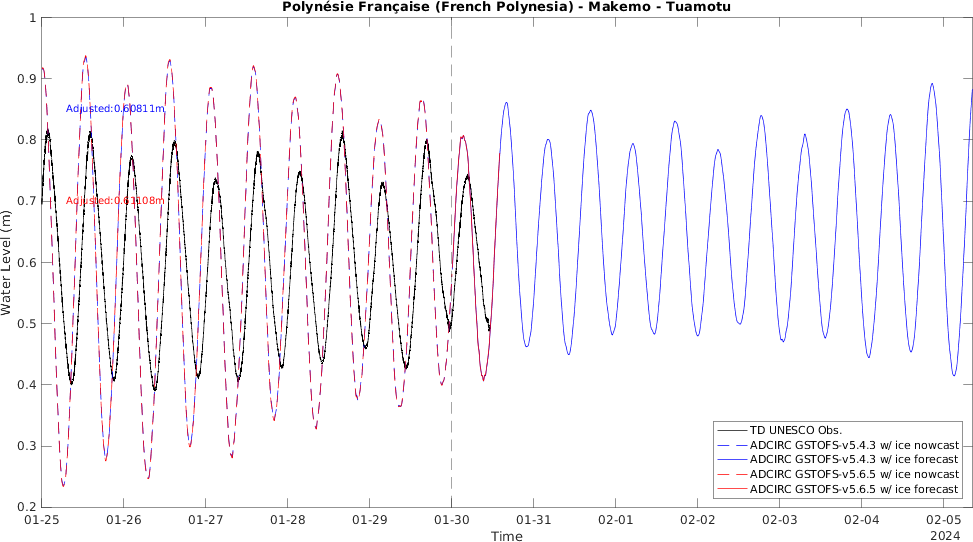 Polynésie Française (French Polynesia) - Makemo - Tuamotu
1
0.9
0.8
0.7
0.6
0.5
0.4
0.3
0.2
Water Level (m)
Adjusted:0.60811m
Adjusted:0.61108m
TD UNESCO Obs.
ADCIRC GSTOFS-v5.4.3 w/ ice nowcast
ADCIRC GSTOFS-v5.4.3 w/ ice forecast
ADCIRC GSTOFS-v5.6.5 w/ ice nowcast
ADCIRC GSTOFS-v5.6.5 w/ ice forecast
01-25 01-26 01-27 01-28 01-29 01-30 01-31 02-01 02-02 02-03 02-04 02-05
Time
2024